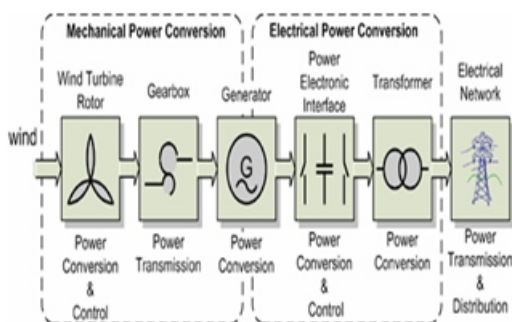 Mechanical Power Conversion
Electrical Power Conversion
Wind Turbine
Rotor
Gearbox
Generator
Power
Electronic
Interface
Transformer
Electrical
Network
wind
G
Power
Conversion
&
Control
Power
Transmission
Power
Conversion
Power
Conversion
&
Control
Power
Conversion
Power
Transmission
&
Distribution